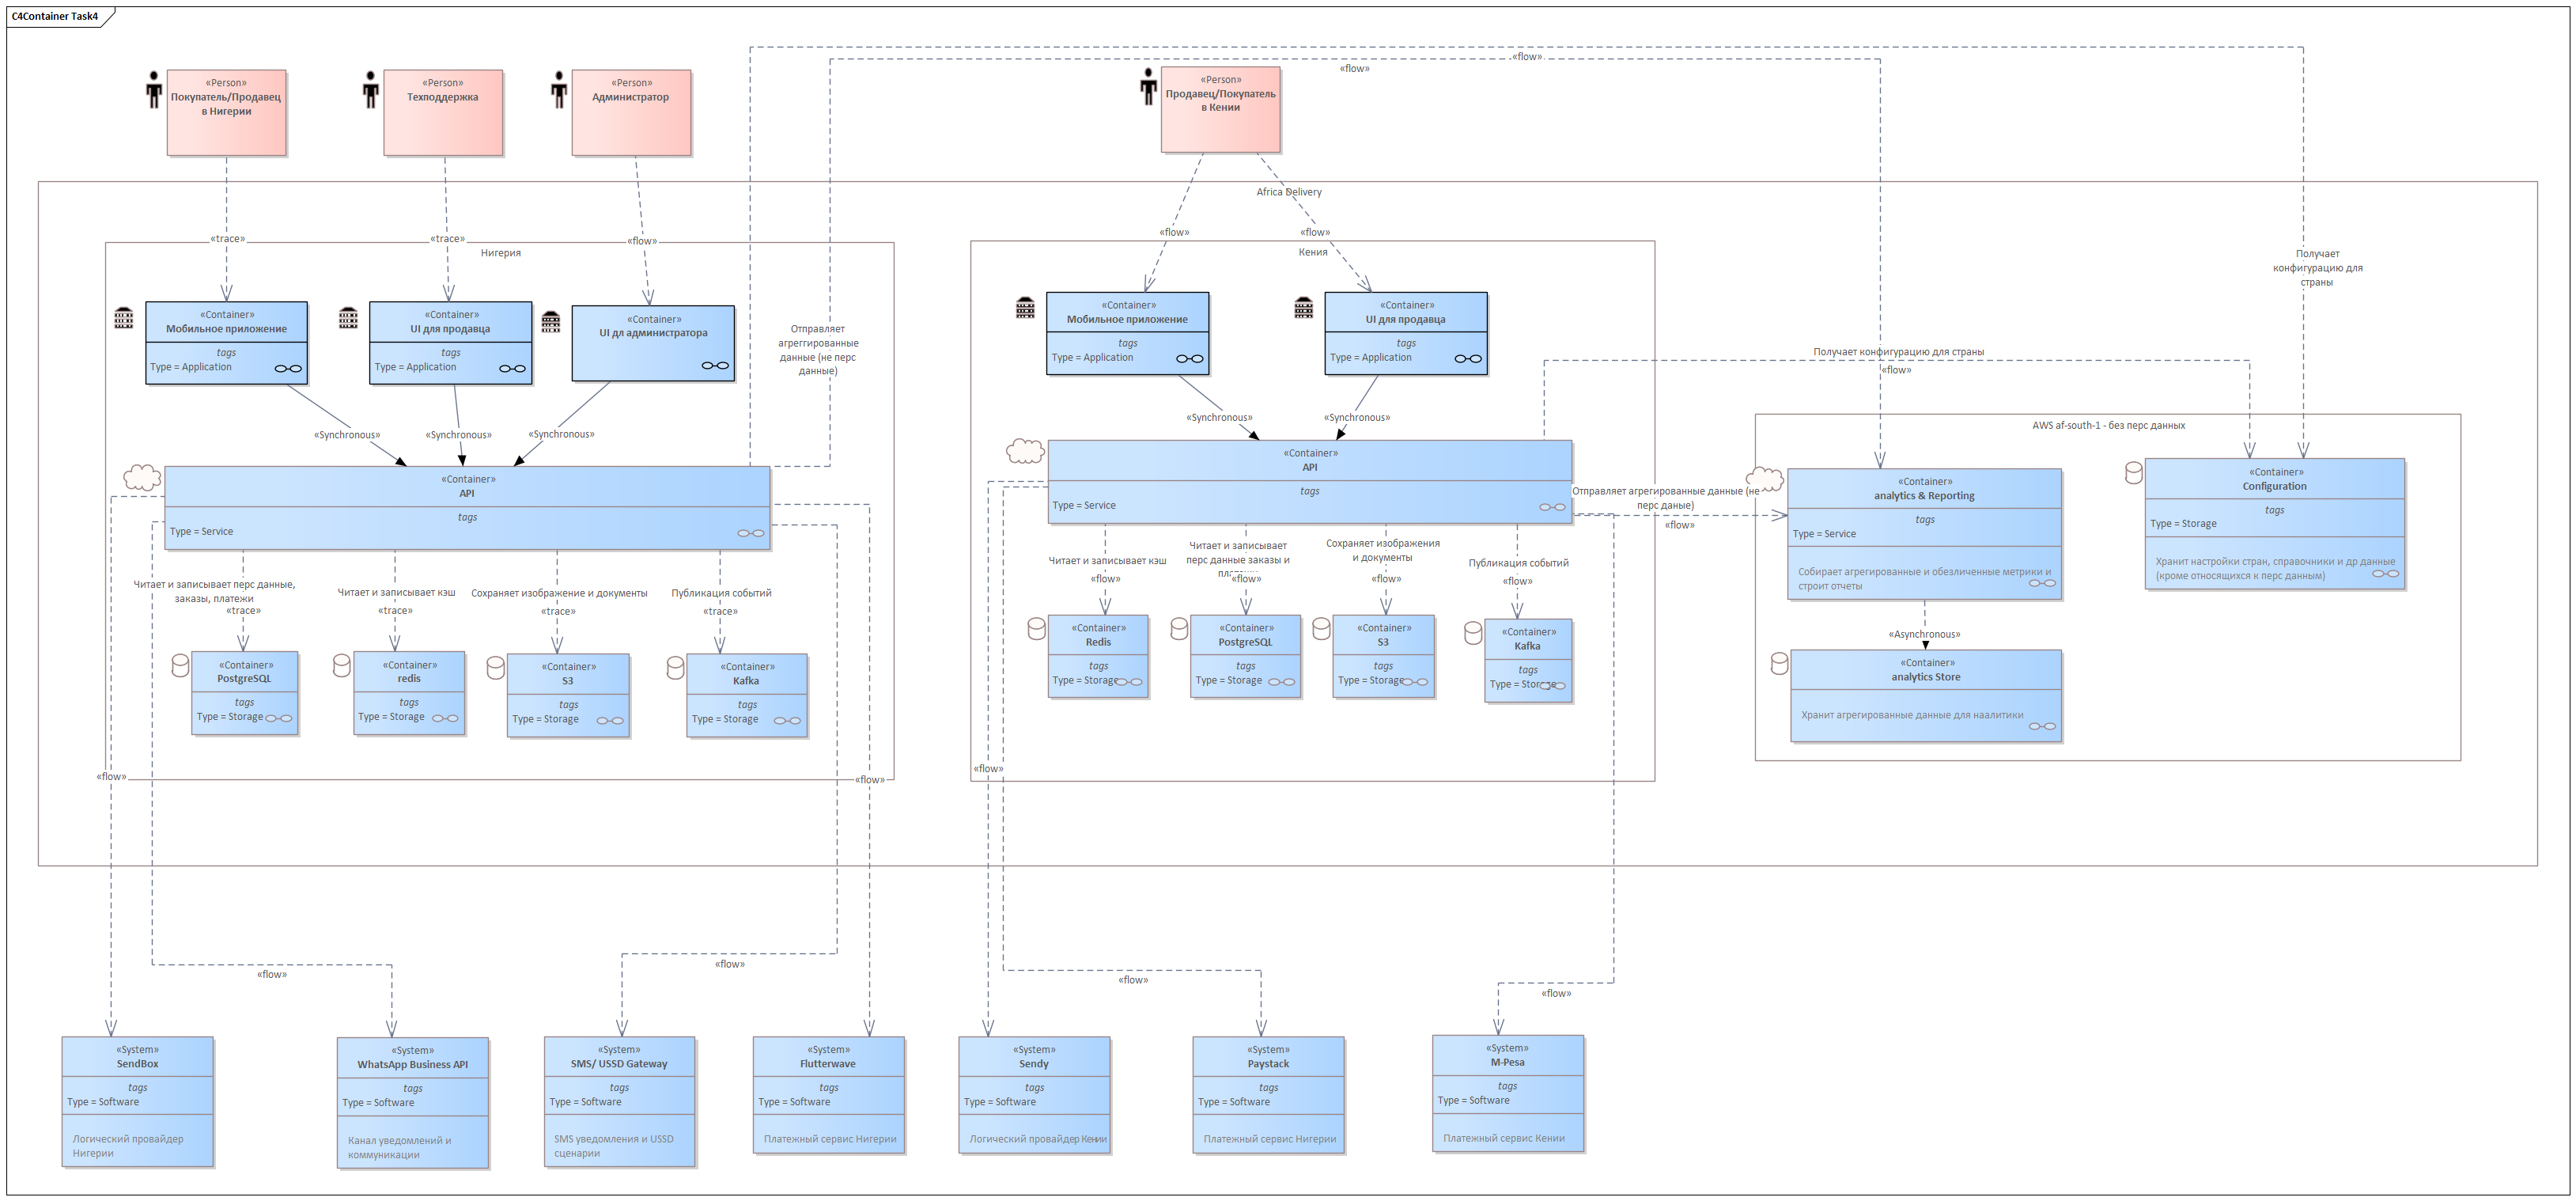 C4Container Task4
«flow»
«flow»
«Person»
Покупатель/Продавец
в Нигерии
«Person»
Техподдержка
«Person»
Администратор
«Person»
Продавец/Покупатель
в Кении
Africa Delivery
«trace»
«trace»
«flow»
«flow»
«flow»
Нигерия
Кения
Получает
конфигурацию для
страны
«Container»
Мобильное приложение
tags
Type = Application
«Container»
UI для продавца
tags
Type = Application
«Container»
UI дл администратора
Отправляет
агреггированные
данные (не перс
данные)
«Container»
Мобильное приложение
tags
Type = Application
«Container»
UI для продавца
tags
Type = Application
Получает конфигурацию для страны
«flow»
«Synchronous»
«Synchronous»
«Synchronous»
«Synchronous»
«Synchronous»
AWS af-south-1 - без перс данных
«Container»
API
tags
Type = Service
«Container»
API
tags
Type = Service
Отправляет агрегированные данные (не
перс даные)
«flow»
«Container»
analytics & Reporting
tags
Type = Service
Собирает агрегированные и обезличенные метрики и
строит отчеты
«Container»
Configuration
tags
Type = Storage
Хранит настройки стран, справочники и др данные
(кроме относящихся к перс данным)
Читает и записывает перс данные,
заказы, платежи
«trace»
Читает и записывает кэш
«trace»
Сохраняет изображение и документы
«trace»
Публикация событий
«trace»
Читает и записывает кэш
«flow»
Читает и записывает
перс данные заказы и
«flow»
Сохраняет изображения
и документы
«flow»
Публикация событий
«flow»
«Asynchronous»
«Container»
PostgreSQL
tags
Type = Storage
«Container»
redis
tags
Type = Storage
«Container»
S3
tags
Type = Storage
«Container»
Kafka
tags
Type = Storage
«Container»
Redis
tags
Type = Storage
«Container»
PostgreSQL
tags
Type = Storage
«Container»
S3
tags
Type = Storage
«Container»
Kafka
tags
Type = Storage
«Container»
analytics Store
Хранит агрегированные данные для наалитики
«flow»
«flow»
«flow»
«flow»
«flow»
«flow»
«flow»
«System»
SendBox
tags
Type = Software
Логический провайдер
Нигерии
«System»
WhatsApp Business API
tags
Type = Software
Канал уведомлений и
коммуникации
«System»
SMS/ USSD Gateway
tags
Type = Software
SMS уведомления и USSD
сценарии
«System»
Flutterwave
tags
Type = Software
Платежный сервис Нигерии
«System»
Sendy
tags
Type = Software
Логический провайдер Кении
«System»
Paystack
tags
Type = Software
Платежный сервис Нигерии
«System»
M-Pesa
tags
Type = Software
Платежный сервис Кении